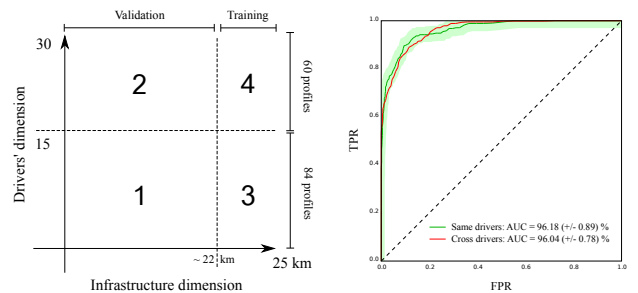 Validation
Training
30
2
4
60 profiles
Drivers' dimension
15
1
3
84 profiles
~ 22 km
25 km
Infrastructure dimension
1.0
0.8
0.6
0.4
0.2
0.0
TPR
Same drivers: AUC = 96.18 (+/- 0.89) %
Cross drivers: AUC = 96.04 (+/- 0.78) %
0.0
0.2
0.4
0.6
0.8
1.0
FPR